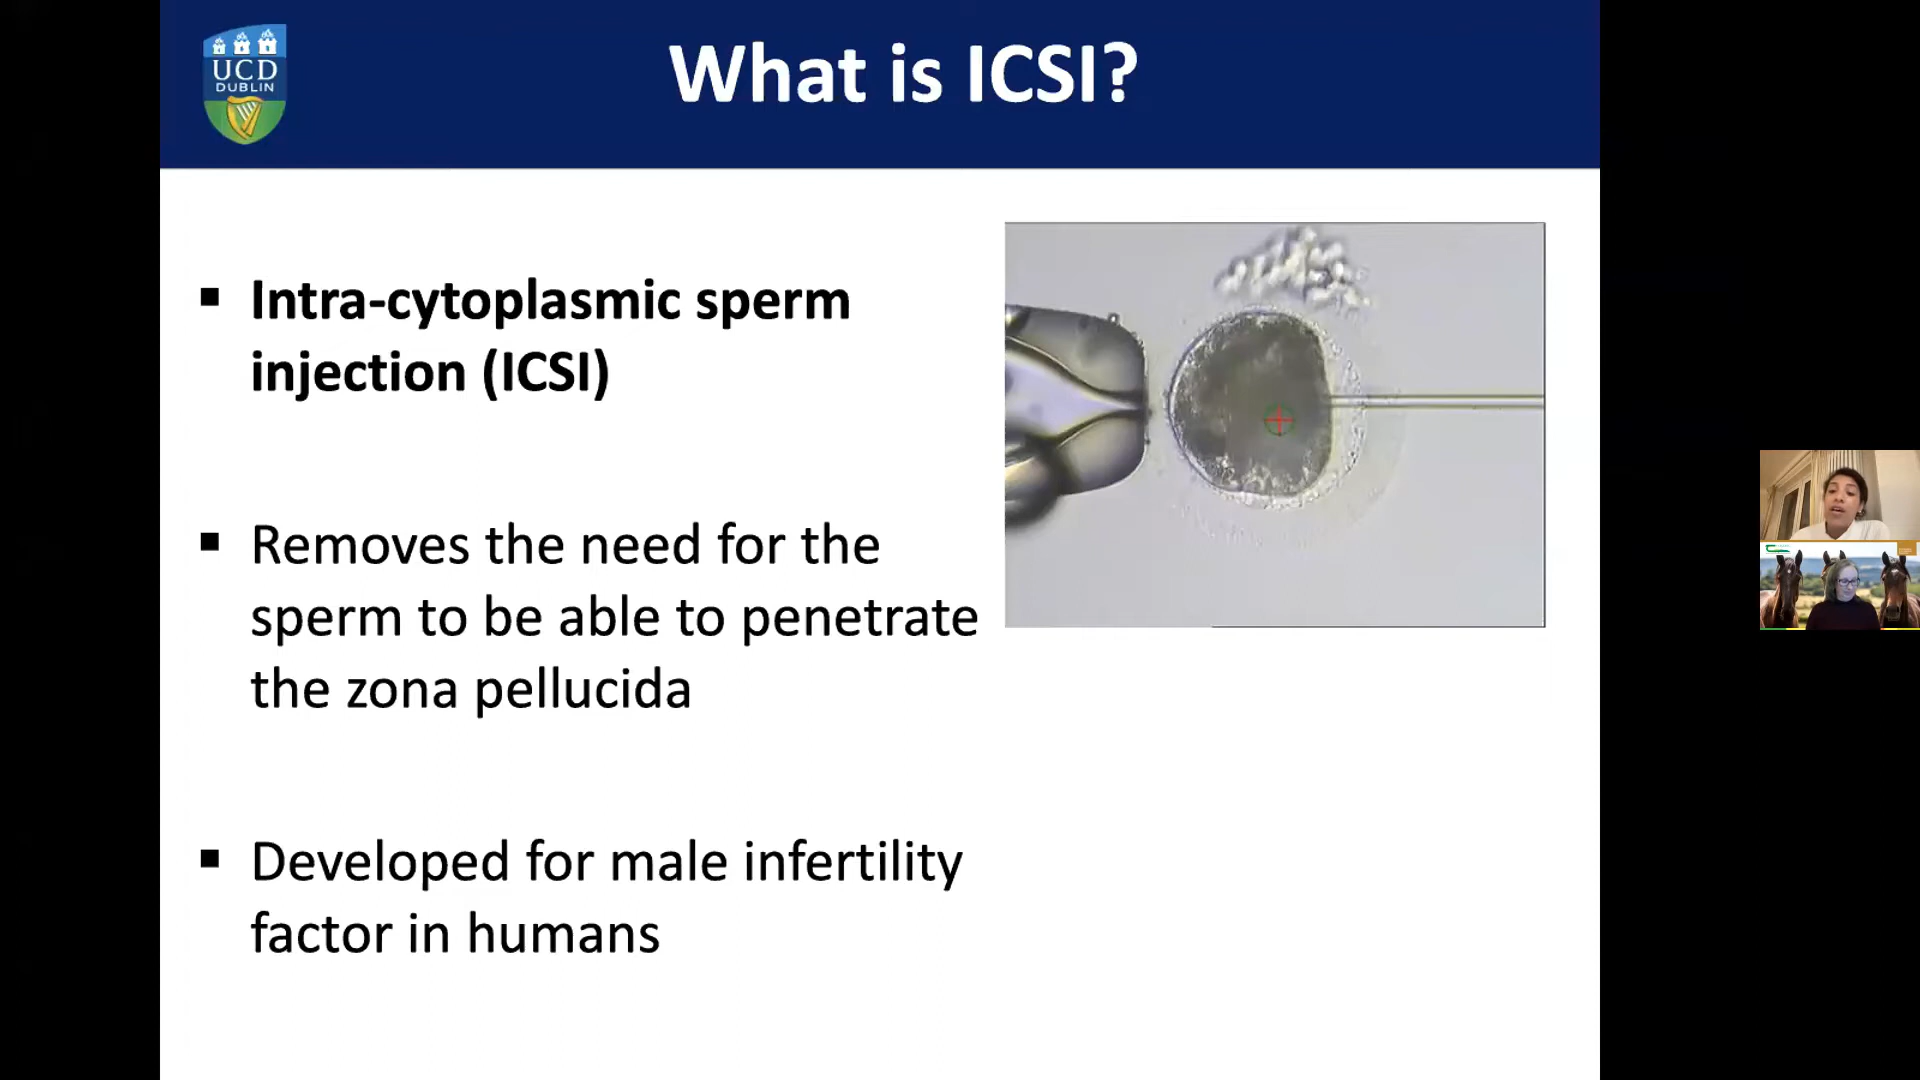 UCD
DUBLIN
What is ICSI?
▪ Intra-cytoplasmic sperm
injection (ICSI)
▪ Removes the need for the
sperm to be able to penetrate
the zona pellucida
▪ Developed for male infertility
factor in humans